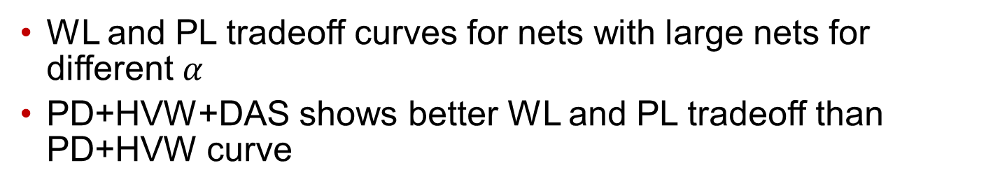 • WL and PL tradeoff curves for nets with large nets for
different α
• PD+HVW+DAS shows better WL and PL tradeoff than
PD+HVW curve